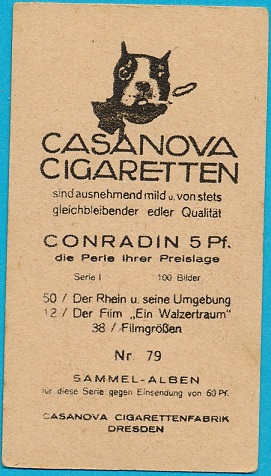 CASANOVA
CIGARETTEN
sind ausnehmend mild u. von stets
gleichbleibender edler Qualität
CONRADIN 5 Pf.
die Perle ihrer Preislage
Serie I 100 Bilder
50 / Der Rhein u. seine Umgebung
12 / Der Film „Ein Walzertraum"
38 / Filmgrößen
Nr 79
SAMMEL-ALBEN
für diese Serie gegen Einsendung von 60 Pf.
CASANOVA CIGARETTENFABRIK
DRESDEN